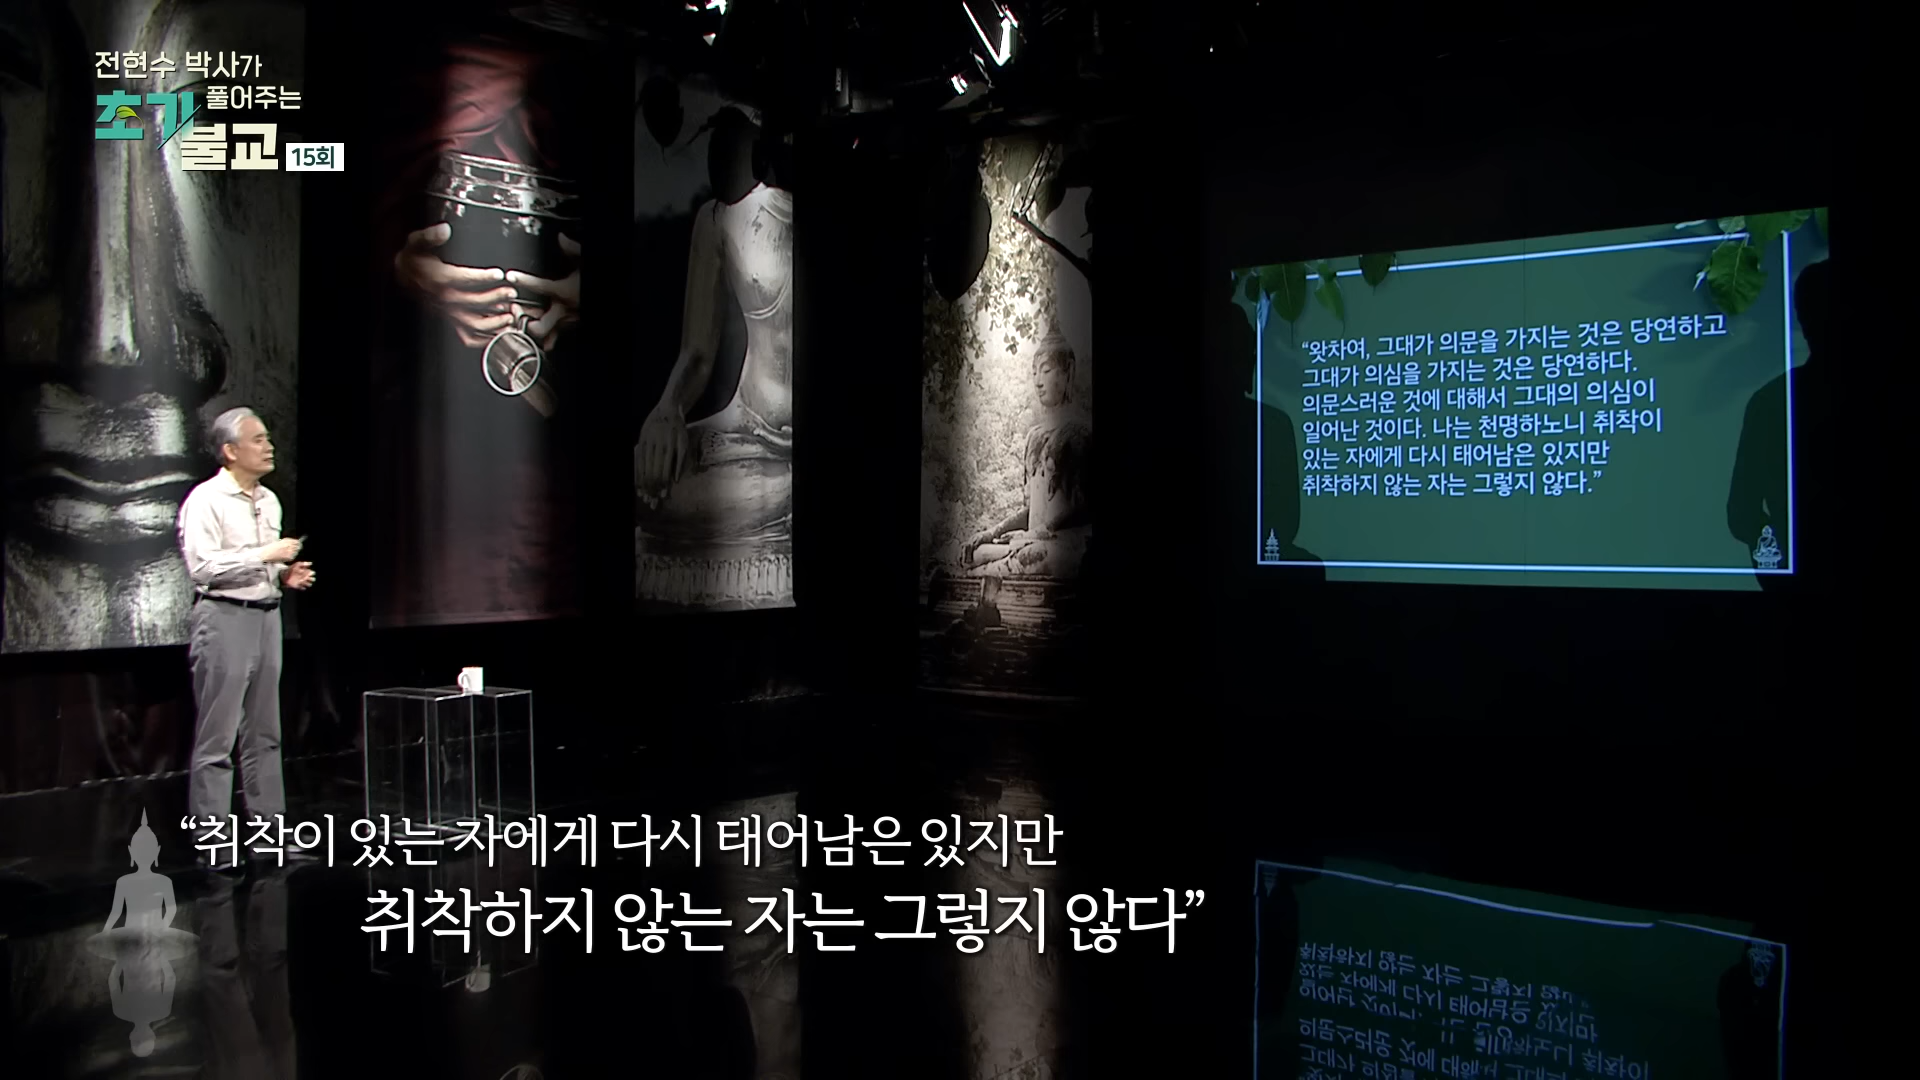 전현수 박사가
풀어주는
초기
불교 15회
“왓차여, 그대가 의문을 가지는 것은 당연하고
그대가 의심을 가지는 것은 당연하다.
의문스러운 것에 대해서 그대의 의심이
일어난 것이다. 나는 천명하노니 취착이
있는 자에게 다시 태어남은 있지만
취착하지 않는 자는 그렇지 않다.”
“취착이 있는 자에게 다시 태어남은 있지만
취착하지 않는 자는 그렇지 않다”